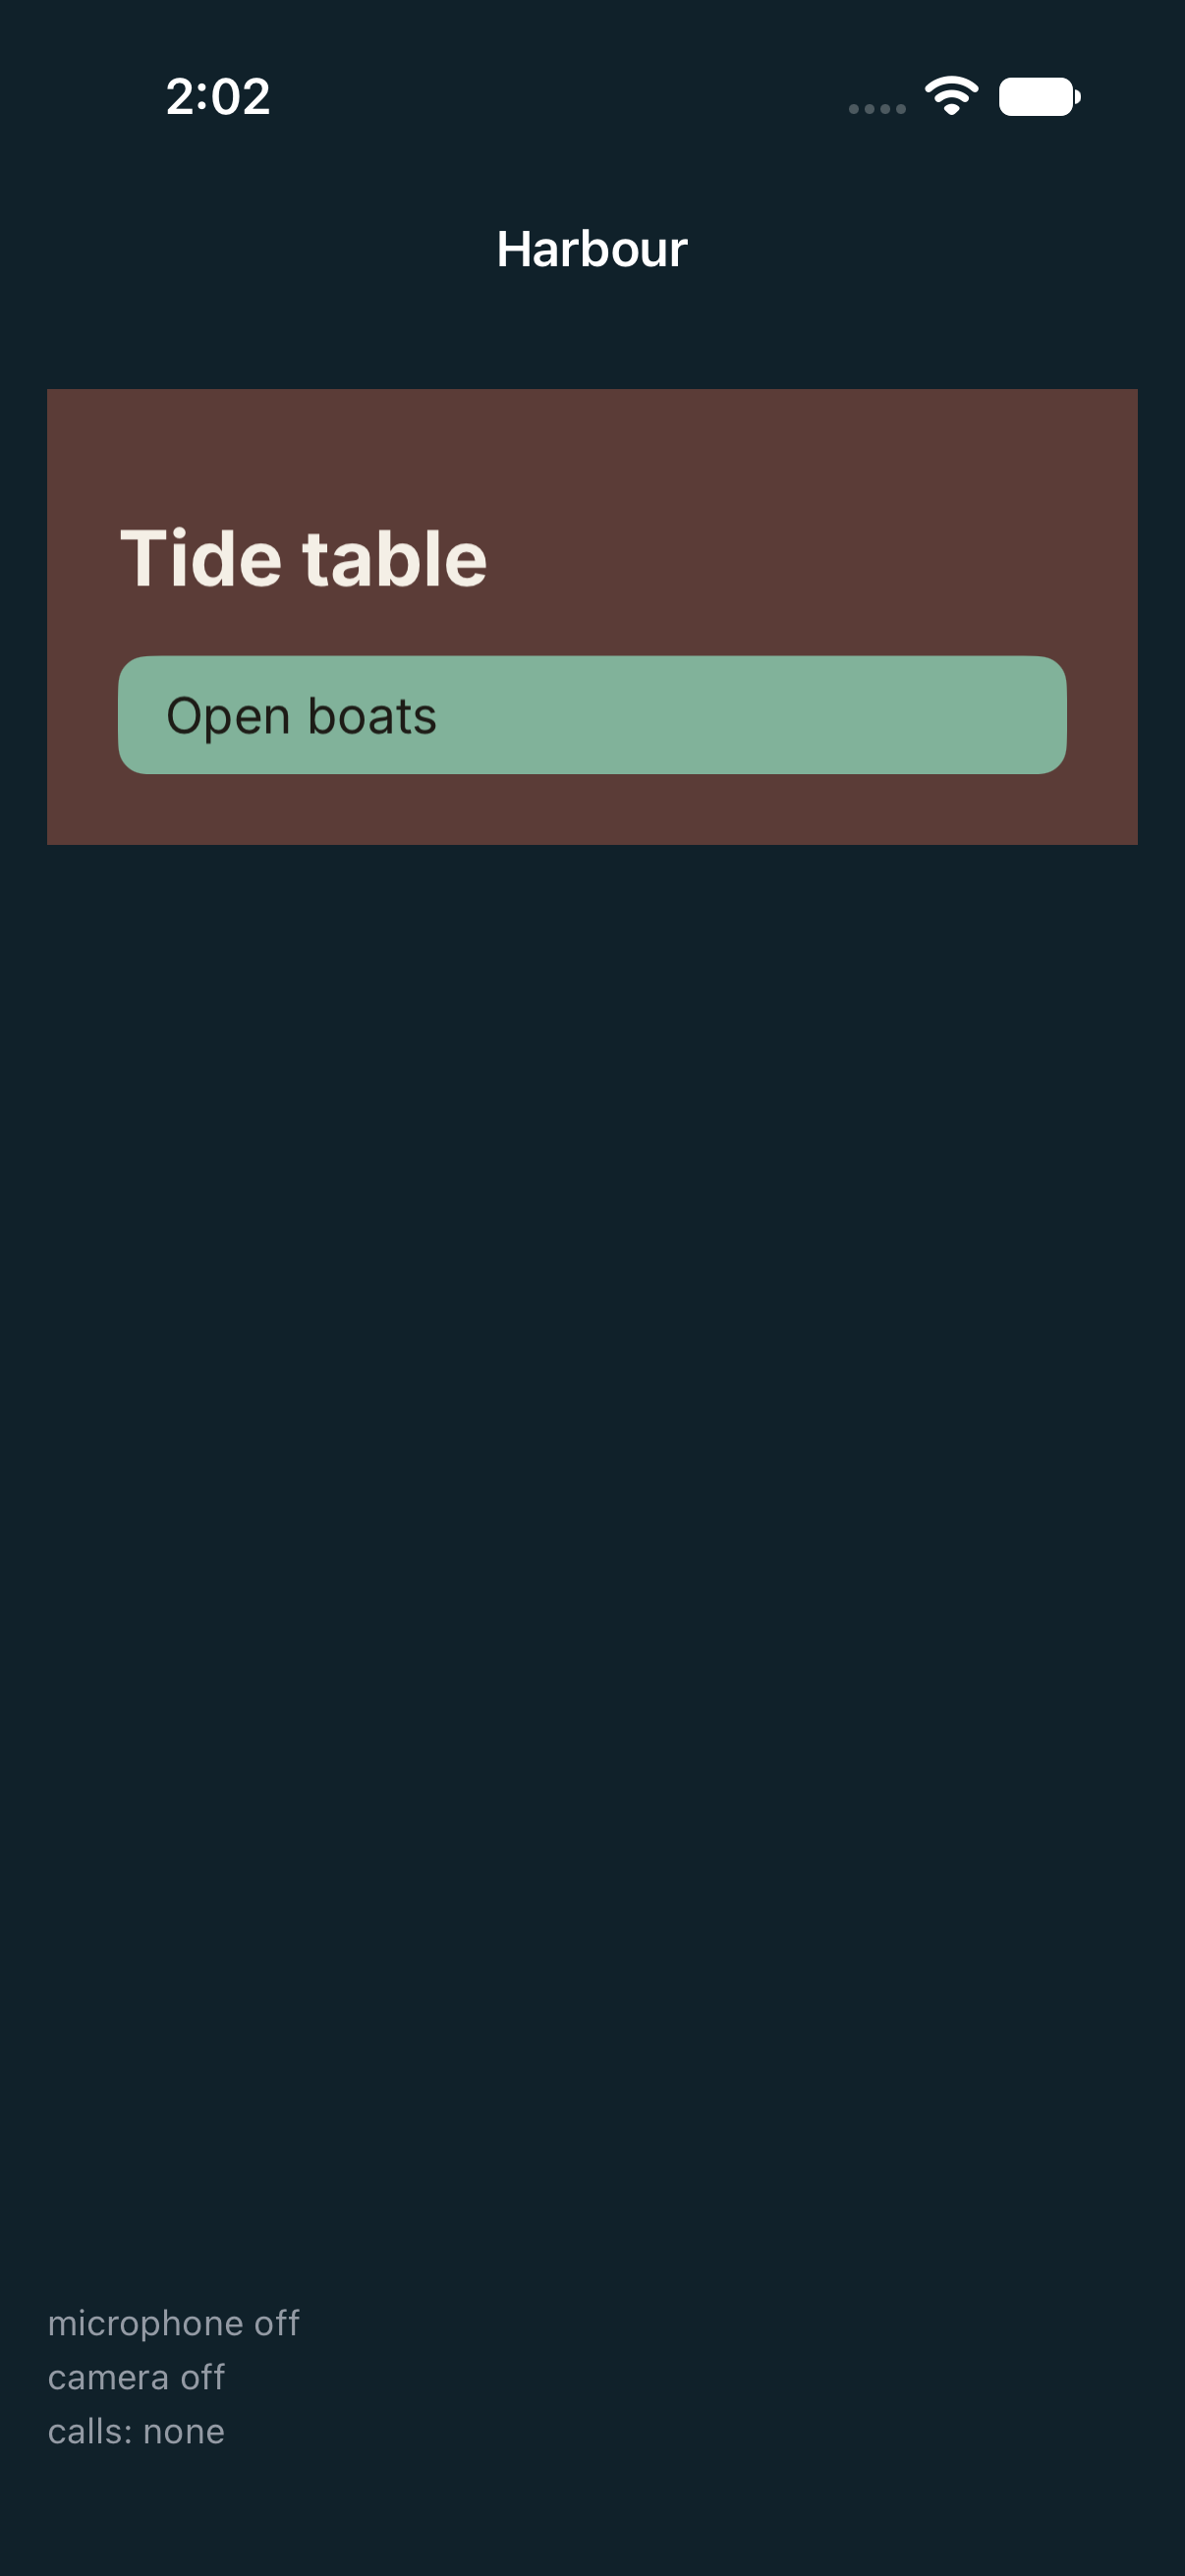 2:02
Harbour
Tide table
Open boats
microphone off
camera off
calls: none